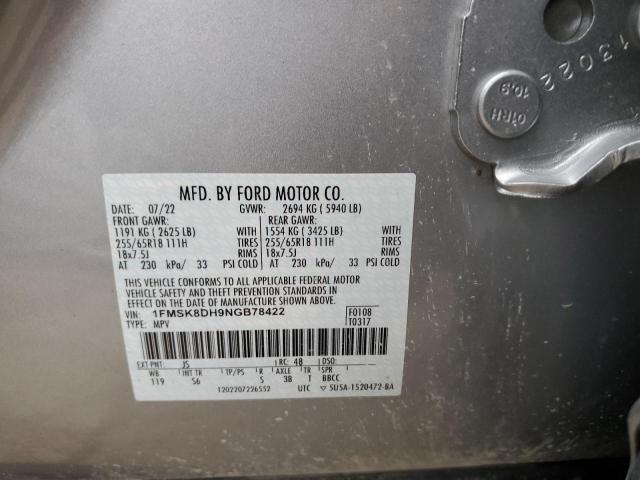 13022
10.9
01RH
MFD. BY FORD MOTOR CO.
DATE: 07/22 GVWR: 2694 KG ( 5940 LB)
FRONT GAWR: REAR GAWR:
1191 KG ( 2625 LB) WITH 1554 KG ( 3425 LB) WITH
255/65R18 111H TIRES 255/65R18 111H TIRES
18x7.5J RIMS 18x7.5J RIMS
AT 230 kPa/ 33 PSI COLD AT 230 kPa/ 33 PSI COLD
THIS VEHICLE CONFORMS TO ALL APPLICABLE FEDERAL MOTOR
VEHICLE SAFETY AND THEFT PREVENTION STANDARDS IN
EFFECT ON THE DATE OF MANUFACTURE SHOWN ABOVE.
VIN: 1FMSK8DH9NGB78422 F0108
TYPE: MPV T0317
EXT PNT: JS RC: 48 DSO:
WB INT TR TP/PS R AXLE TR SPR
119 S6 S 3B T BBCC
1202207226552 UTC ▽ 5U5A-1520472-BA